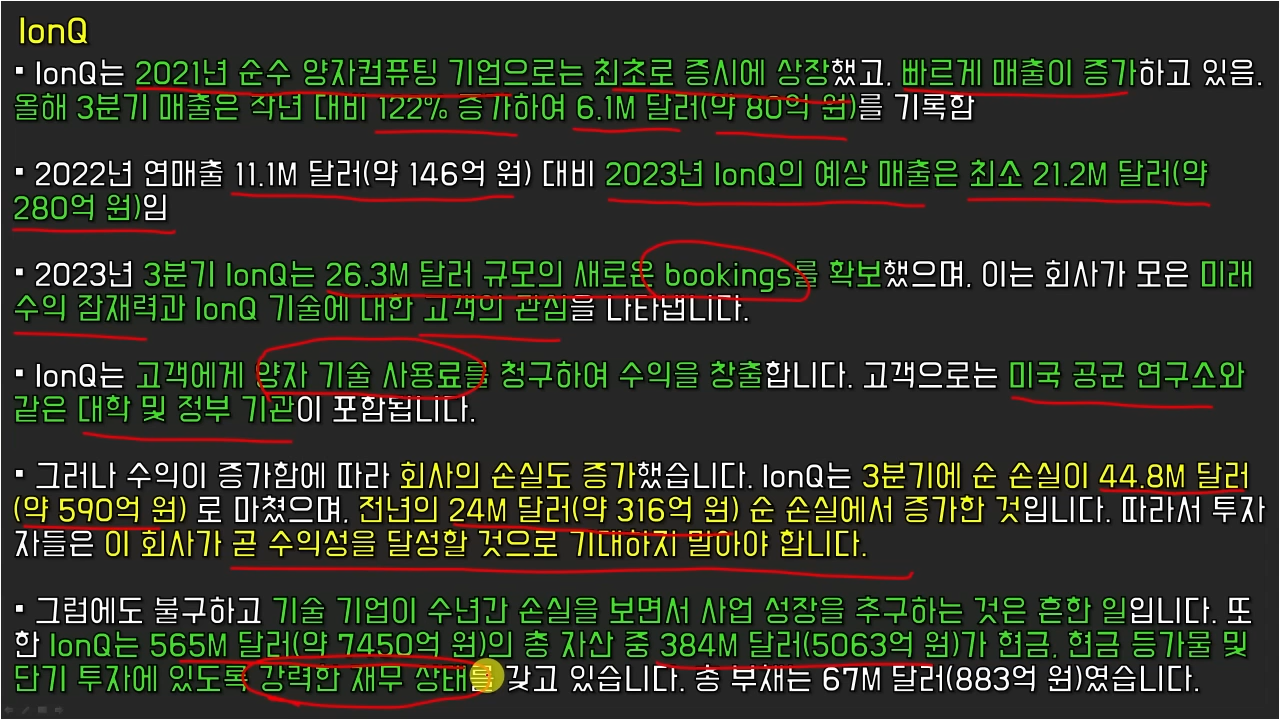 IonQ
▪ IonQ는 2021년 순수 양자컴퓨팅 기업으로는 최초로 증시에 상장했고, 빠르게 매출이 증가하고 있음.
올해 3분기 매출은 작년 대비 122% 증가하여 6.1M 달러(약 80억 원)를 기록함
▪ 2022년 연매출 11.1M 달러(약 146억 원) 대비 2023년 IonQ의 예상 매출은 최소 21.2M 달러(약
280억 원)임
▪ 2023년 3분기 IonQ는 26.3M 달러 규모의 새로운 bookings를 확보했으며, 이는 회사가 모은 미래
수익 잠재력과 IonQ 기술에 대한 고객의 관심을 나타냅니다.
▪ IonQ는 고객에게 양자 기술 사용료를 청구하여 수익을 창출합니다. 고객으로는 미국 공군 연구소와
같은 대학 및 정부 기관이 포함됩니다.
▪ 그러나 수익이 증가함에 따라 회사의 손실도 증가했습니다. IonQ는 3분기에 순 손실이 44.8M 달러
(약 590억 원) 로 마쳤으며, 전년의 24M 달러(약 316억 원) 순 손실에서 증가한 것입니다. 따라서 투자
자들은 이 회사가 곧 수익성을 달성할 것으로 기대하지 말아야 합니다.
▪ 그럼에도 불구하고 기술 기업이 수년간 손실을 보면서 사업 성장을 추구하는 것은 흔한 일입니다. 또
한 IonQ는 565M 달러(약 7450억 원)의 총 자산 중 384M 달러(5063억 원)가 현금, 현금 등가물 및
단기 투자에 있도록 강력한 재무 상태를 갖고 있습니다. 총 부채는 67M 달러(883억 원)였습니다.